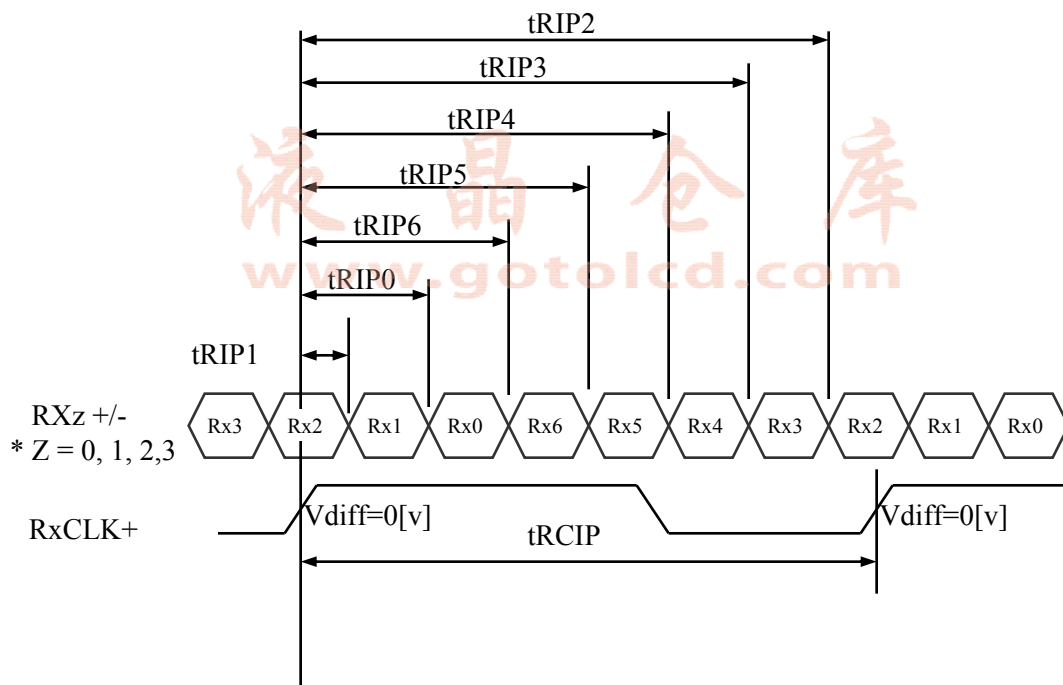 tRIP2
tRIP3
tRIP4
tRIP5
液晶仓库
tRIP6
www.gotolcd.com
tRIP0
tRIP1
RXz +/-
* Z = 0, 1, 2,3
Rx3 Rx2 Rx1 Rx0 Rx6 Rx5 Rx4 Rx3 Rx2 Rx1 Rx0
RxCLK+
Vdiff=0[v] Vdiff=0[v]
tRCIP